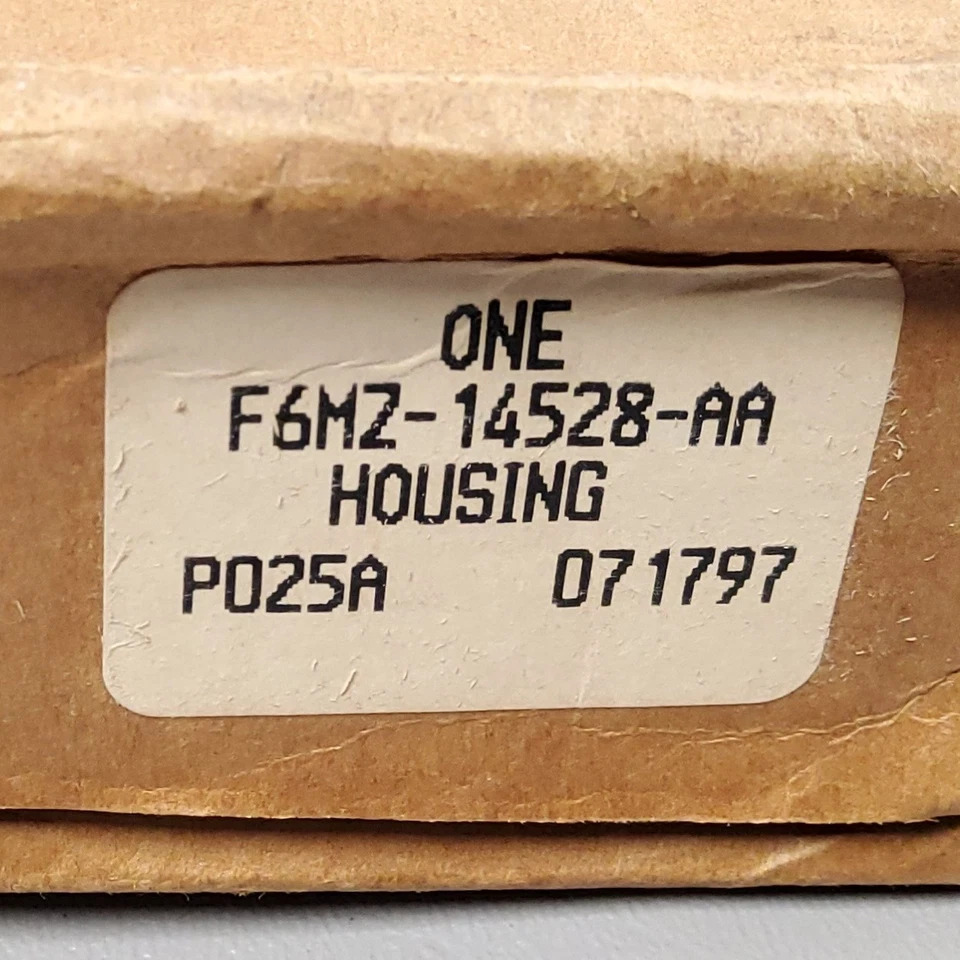 ONE
F6MZ-14528-AA
HOUSING
P025A 071797